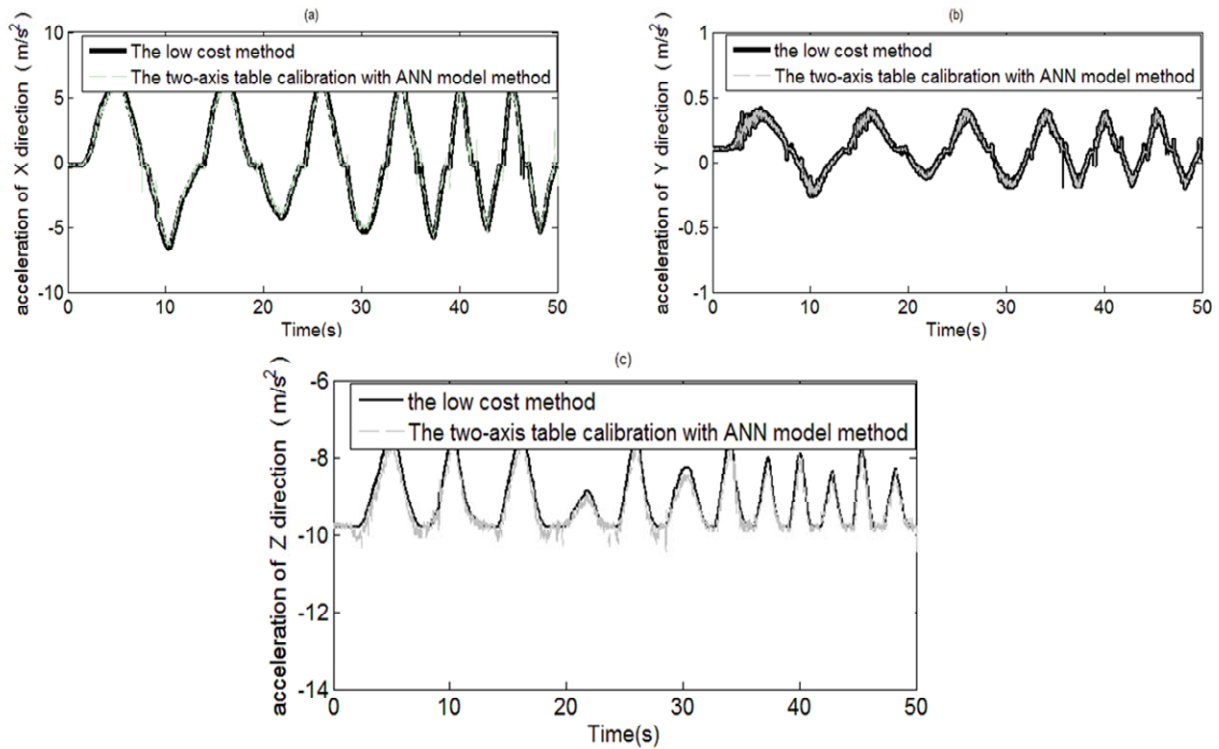 (a)
acceleration of X direction ( m/s² )
10
5
0
-5
-10
The low cost method
The two-axis table calibration with ANN model method
0 10 20 30 40 50
Time(s)
(b)
acceleration of Y direction ( m/s² )
1
0.5
0
-0.5
-1
the low cost method
The two-axis table calibration with ANN model method
0 10 20 30 40 50
Time(s)
(c)
acceleration of Z direction ( m/s² )
-6
-8
-10
-12
-14
the low cost method
The two-axis table calibration with ANN model method
0 10 20 30 40 50
Time(s)